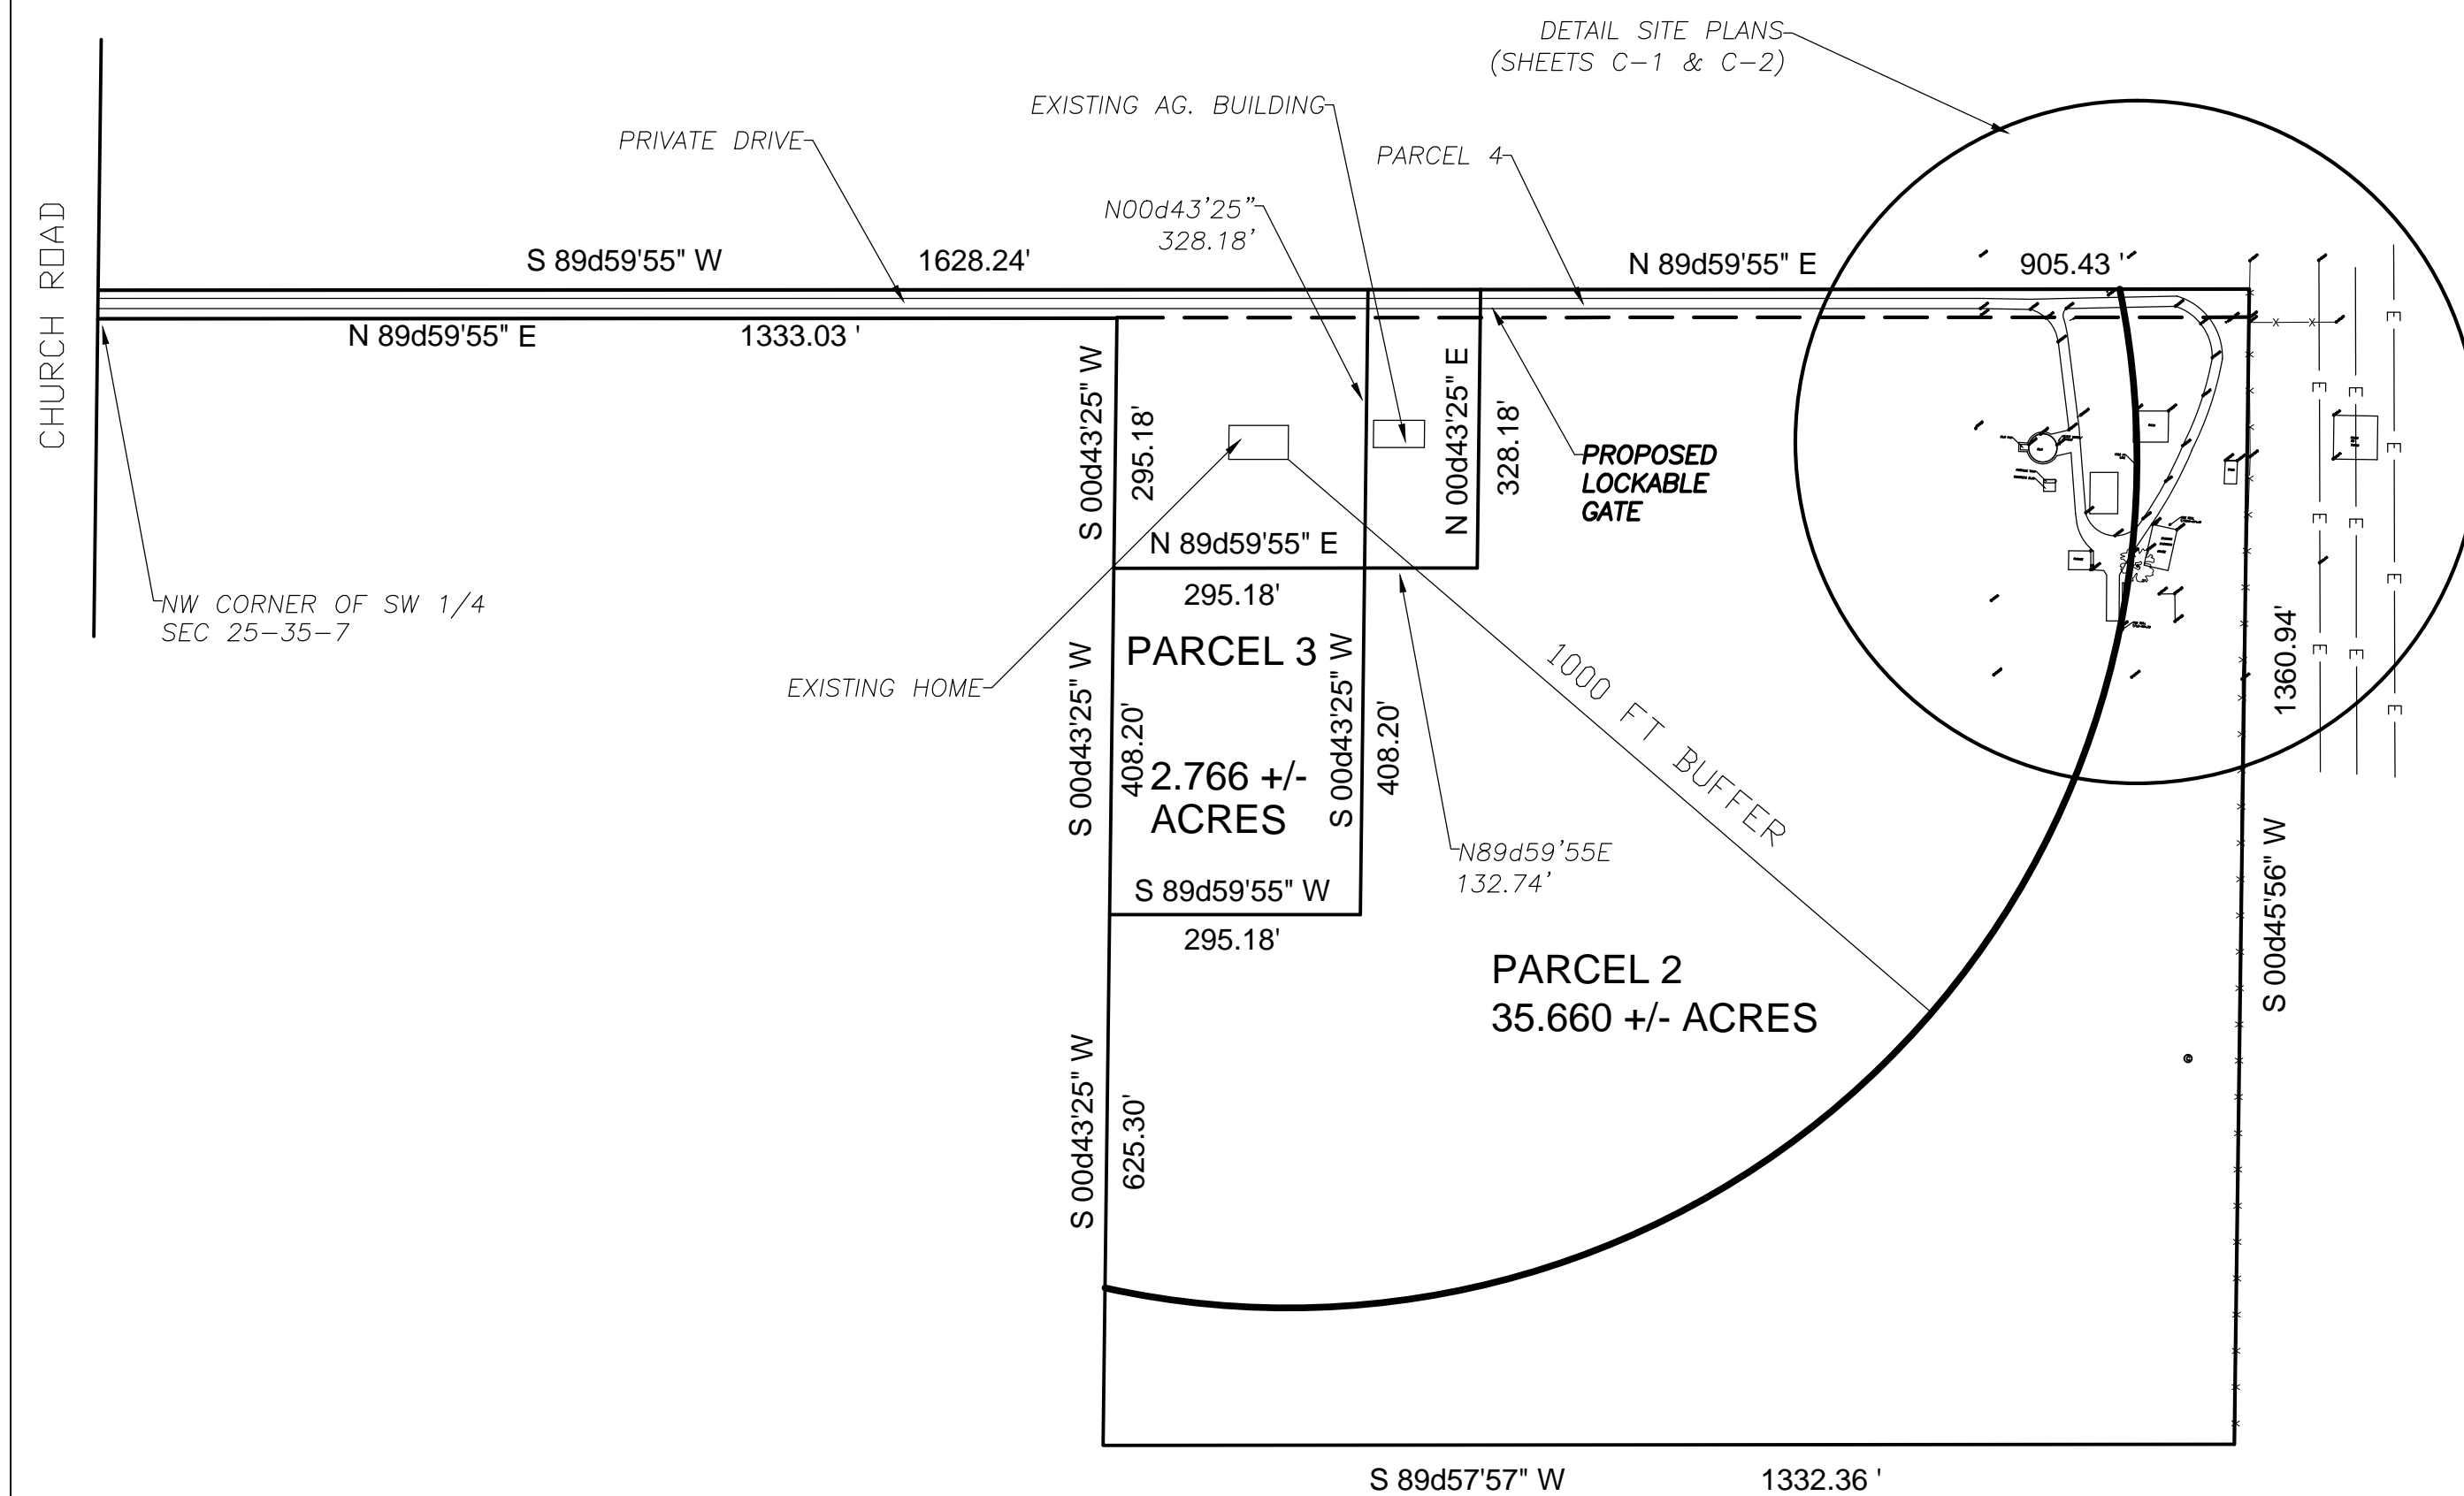 DETAIL SITE PLANS
(SHEETS C-1 & C-2)
EXISTING AG. BUILDING
PRIVATE DRIVE
PARCEL 4
N00d43'25"
328.18'
CHURCH ROAD
S 89d59'55" W 1628.24'
N 89d59'55" E 905.43 '
N 89d59'55" E 1333.03 '
S 00d43'25" W
295.18'
N 00d43'25" E
328.18'
PROPOSED
LOCKABLE
GATE
N 89d59'55" E
295.18'
NW CORNER OF SW 1/4
SEC 25-35-7
EXISTING HOME
PARCEL 3
S 00d43'25" W
408.20'
2.766 +/-
ACRES
S 00d43'25" W
408.20'
1000 FT BUFFER
N89d59'55E
132.74'
S 89d59'55" W
295.18'
PARCEL 2
35.660 +/- ACRES
1360.94'
S 00d45'56" W
S 00d43'25" W
625.30'
S 89d57'57" W 1332.36 '
E E E E
E E E
E E E E